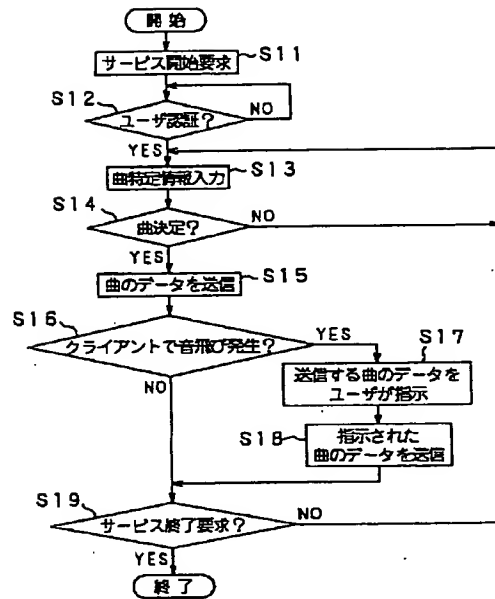 開始
サービス開始要求
S11
S12
ユーザ認証?
NO
YES
曲特定情報入力
S13
S14
曲決定?
NO
YES
曲のデータを送信
S15
S16
クライアントで音飛び発生?
YES
NO
S17
送信する曲のデータを
ユーザが指示
S18
指示された
曲のデータを送信
S19
サービス終了要求?
NO
YES
終了